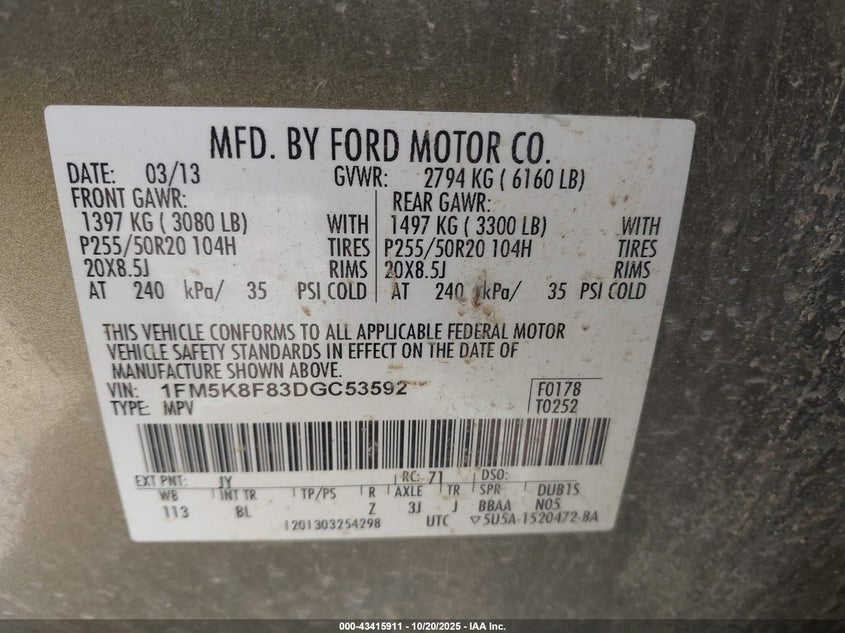 MFD. BY FORD MOTOR CO.
DATE: 03/13 GVWR: 2794 KG ( 6160 LB)
FRONT GAWR: REAR GAWR:
1397 KG ( 3080 LB) WITH 1497 KG ( 3300 LB) WITH
P255/50R20 104H TIRES P255/50R20 104H TIRES
20X8.5J RIMS 20X8.5J RIMS
AT 240 kPa/ 35 PSI COLD AT 240 kPa/ 35 PSI COLD
THIS VEHICLE CONFORMS TO ALL APPLICABLE FEDERAL MOTOR
VEHICLE SAFETY STANDARDS IN EFFECT ON THE DATE OF
MANUFACTURE SHOWN ABOVE.
VIN: 1FM5K8F83DGC53592 F0178
TYPE: MPV T0252
EXT PNT: JY RC: 71 DSO:
WB INT TR TP/PS R AXLE TR SPR DUB1S
113 BL Z 3J J BBAA N05
1201303254298 UTC ▽5U5A-1520472-BA
000-43415911 - 10/20/2025 - IAA Inc.